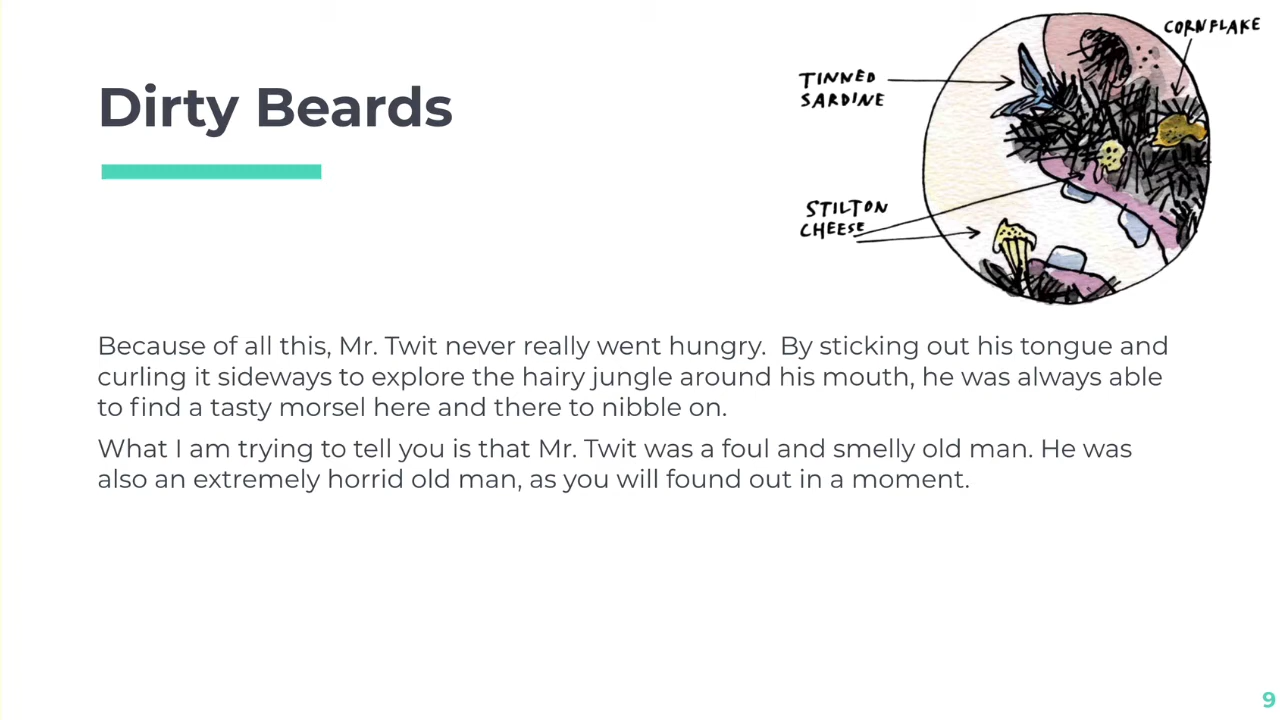 Dirty Beards
TINNED
SARDINE
CORNFLAKE
STILTON
CHEESE
Because of all this, Mr. Twit never really went hungry.  By sticking out his tongue and
curling it sideways to explore the hairy jungle around his mouth, he was always able
to find a tasty morsel here and there to nibble on.
What I am trying to tell you is that Mr. Twit was a foul and smelly old man. He was
also an extremely horrid old man, as you will found out in a moment.
9